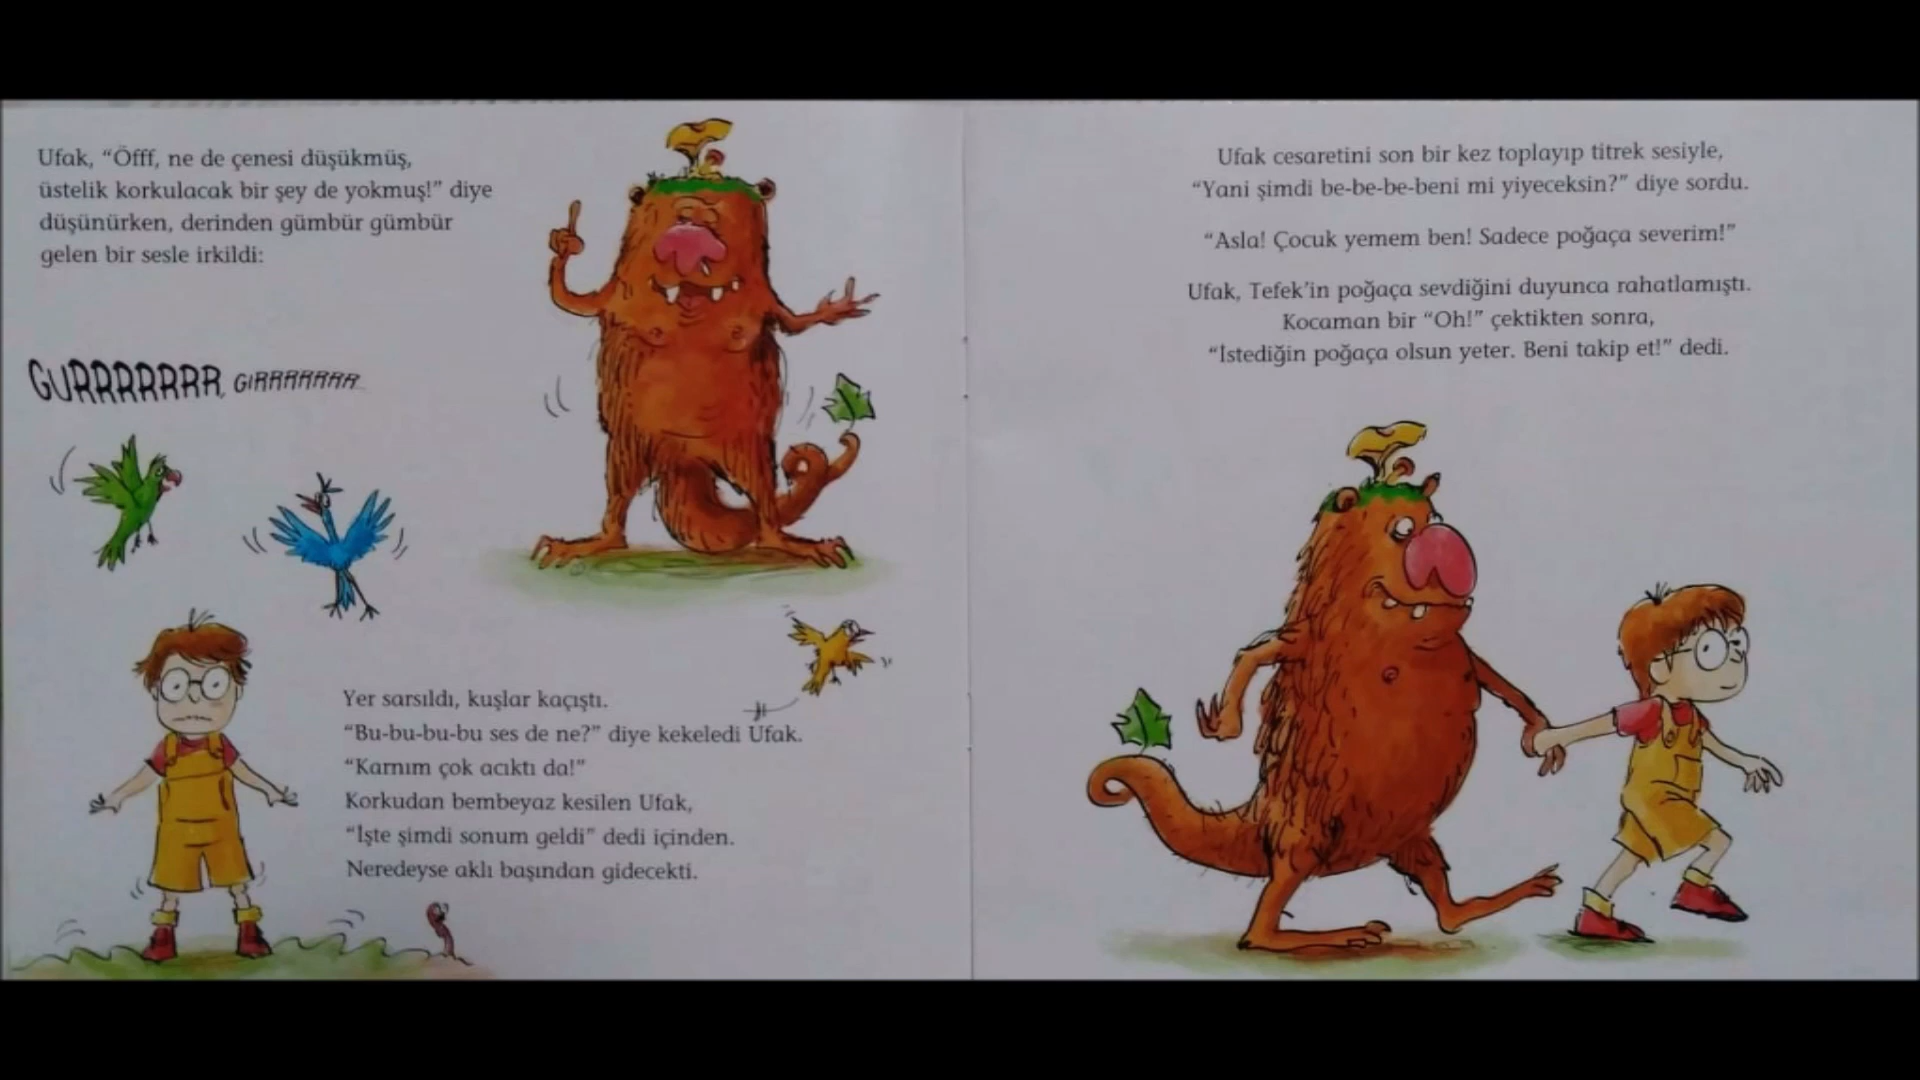 Ufak, “Öfff, ne de çenesi düşükmüş,
üstelik korkulacak bir şey de yokmuş!” diye
düşünürken, derinden gümbür gümbür
gelen bir sesle irkildi:
GURRRRRRR, GIRRRRRRR...
Yer sarsıldı, kuşlar kaçıştı.
“Bu-bu-bu-bu ses de ne?” diye kekeledi Ufak.
“Karnım çok acıktı da!”
Korkudan bembeyaz kesilen Ufak,
“İşte şimdi sonum geldi” dedi içinden.
Neredeyse aklı başından gidecekti.
Ufak cesaretini son bir kez toplayıp titrek sesiyle,
“Yani şimdi be-be-be-beni mi yiyeceksin?” diye sordu.
“Asla! Çocuk yemem ben! Sadece poğaça severim!”
Ufak, Tefek’in poğaça sevdiğini duyunca rahatlamıştı.
Kocaman bir “Oh!” çektikten sonra,
“İstediğin poğaça olsun yeter. Beni takip et!” dedi.